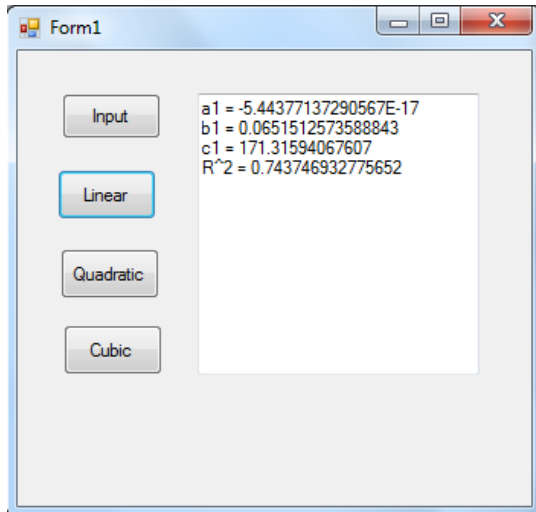 Form1
Input
Linear
Quadratic
Cubic
a1 = -5.44377137290567E-17
b1 = 0.0651512573588843
c1 = 171.31594067607
R^2 = 0.743746932775652